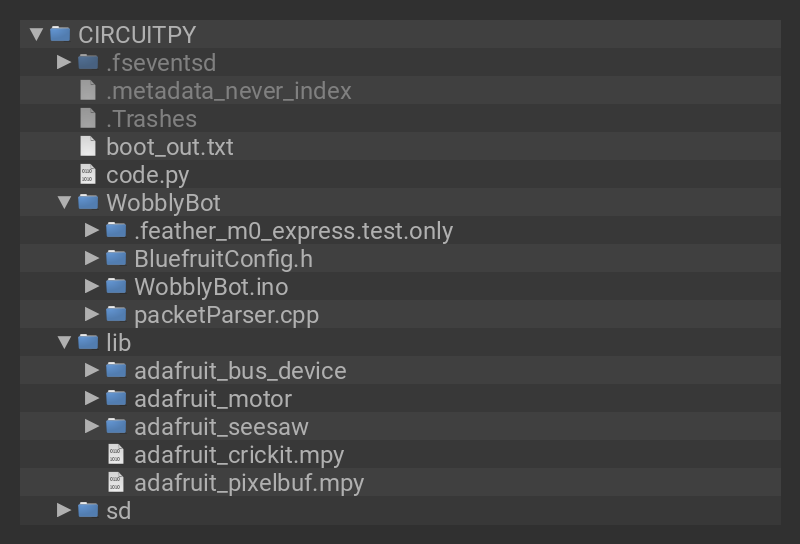 CIRCUITPY
.fseventsd
.metadata_never_index
.Trashes
boot_out.txt
code.py
WobblyBot
.feather_m0_express.test.only
BluefruitConfig.h
WobblyBot.ino
packetParser.cpp
lib
adafruit_bus_device
adafruit_motor
adafruit_seesaw
adafruit_crickit.mpy
adafruit_pixelbuf.mpy
sd